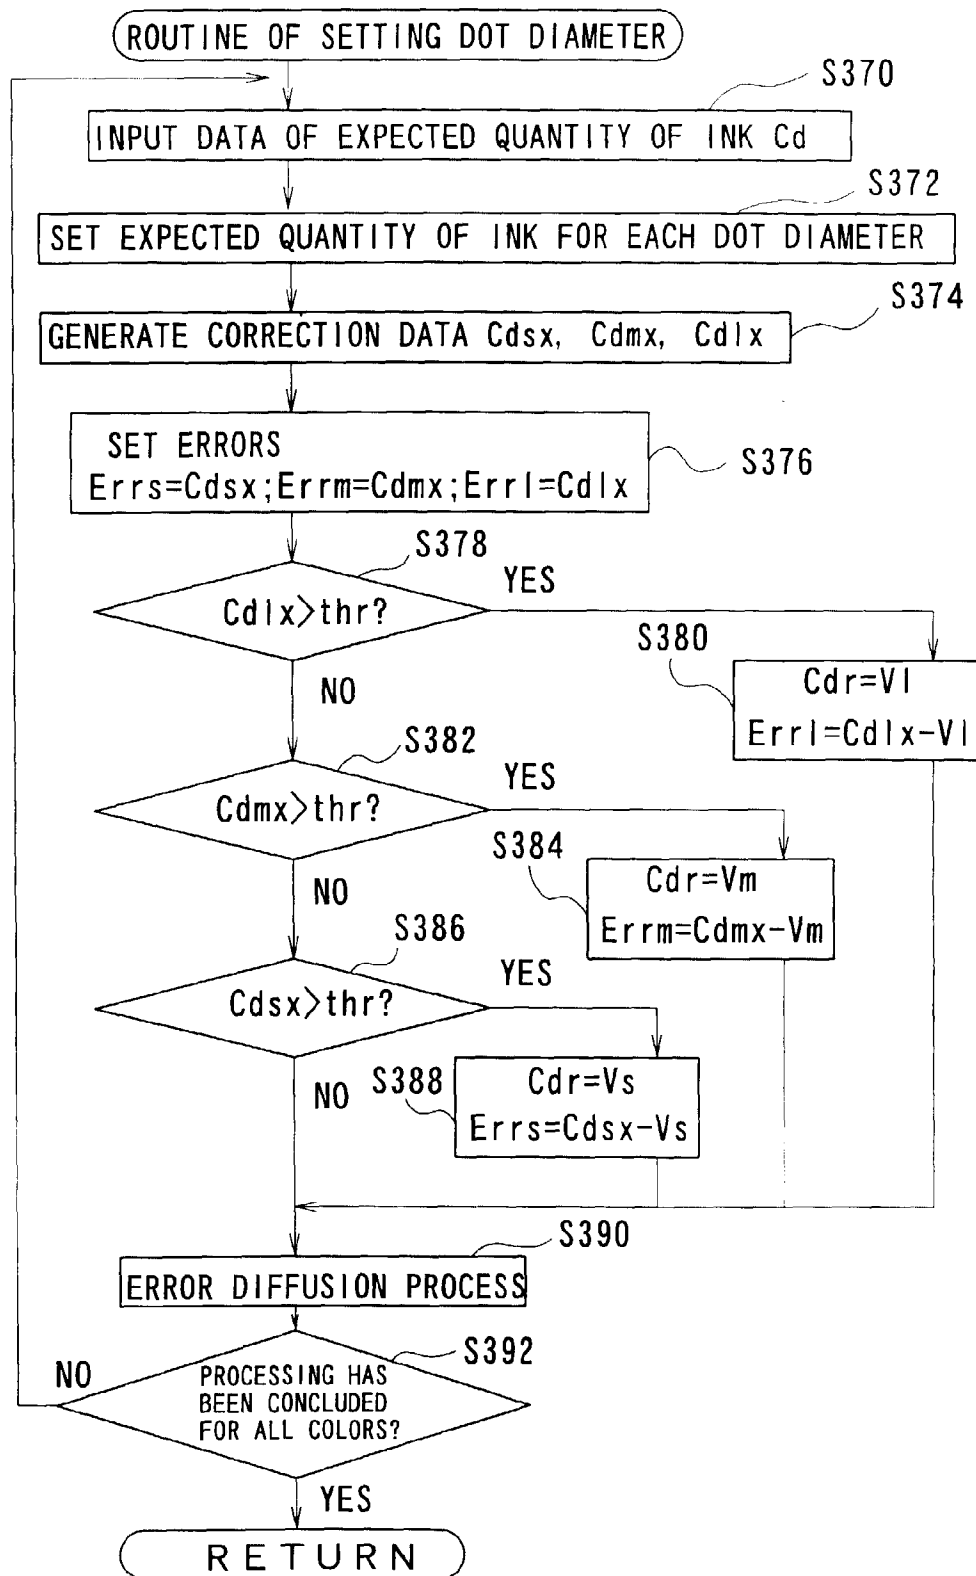 ROUTINE OF SETTING DOT DIAMETER
S370
INPUT DATA OF EXPECTED QUANTITY OF INK Cd
S372
SET EXPECTED QUANTITY OF INK FOR EACH DOT DIAMETER
S374
GENERATE CORRECTION DATA Cdsx, Cdmx, Cdlx
SET ERRORS
Errs=Cdsx;Errm=Cdmx;Errl=Cdlx
S376
S378
YES
Cdlx>thr?
S380
Cdr=Vl
Errl=Cdlx-Vl
NO
S382
YES
Cdmx>thr?
S384
Cdr=Vm
Errm=Cdmx-Vm
NO
S386
YES
Cdsx>thr?
S388
Cdr=Vs
Errs=Cdsx-Vs
NO
S390
ERROR DIFFUSION PROCESS
S392
NO
PROCESSING HAS
BEEN CONCLUDED
FOR ALL COLORS?
YES
RETURN